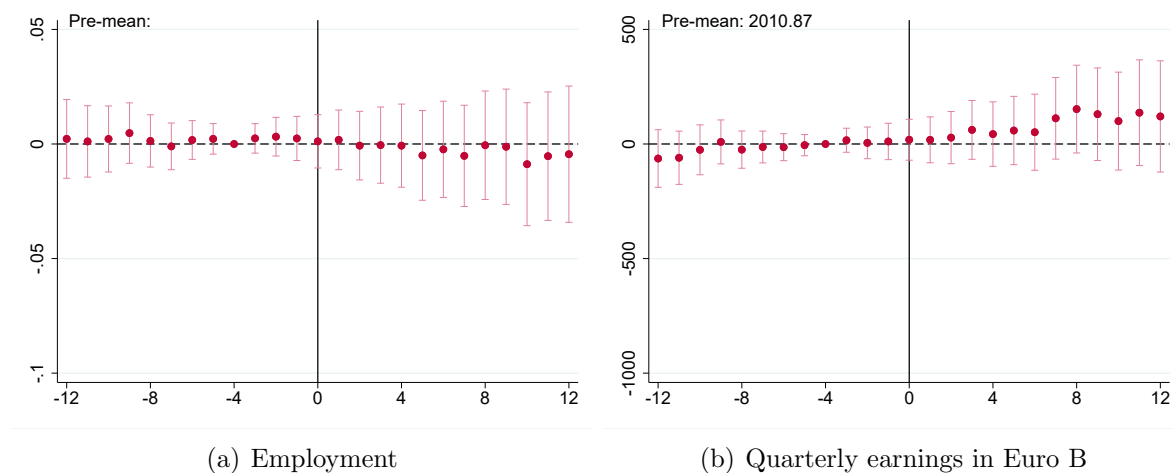 Pre-mean:
.05
0
-.05
-.1
-12 -8 -4 0 4 8 12
(a) Employment
Pre-mean: 2010.87
500
0
-500
-1000
-12 -8 -4 0 4 8 12
(b) Quarterly earnings in Euro B